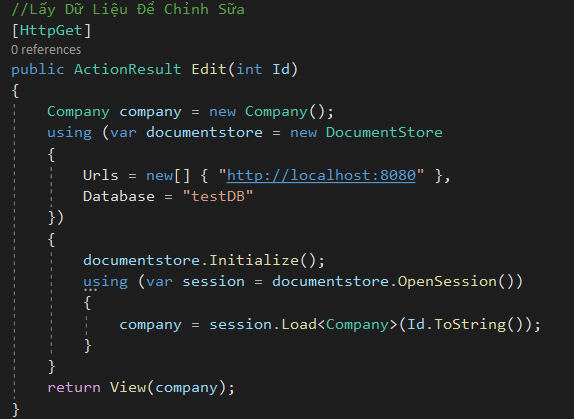 //Lấy Dữ Liệu Để Chỉnh Sữa
[HttpGet]
0 references
public ActionResult Edit(int Id)
{
Company company = new Company();
using (var documentstore = new DocumentStore
{
Urls = new[] { "http://localhost:8080" },
Database = "testDB"
})
{
documentstore.Initialize();
using (var session = documentstore.OpenSession())
{
company = session.Load<Company>(Id.ToString());
}
}
return View(company);
}